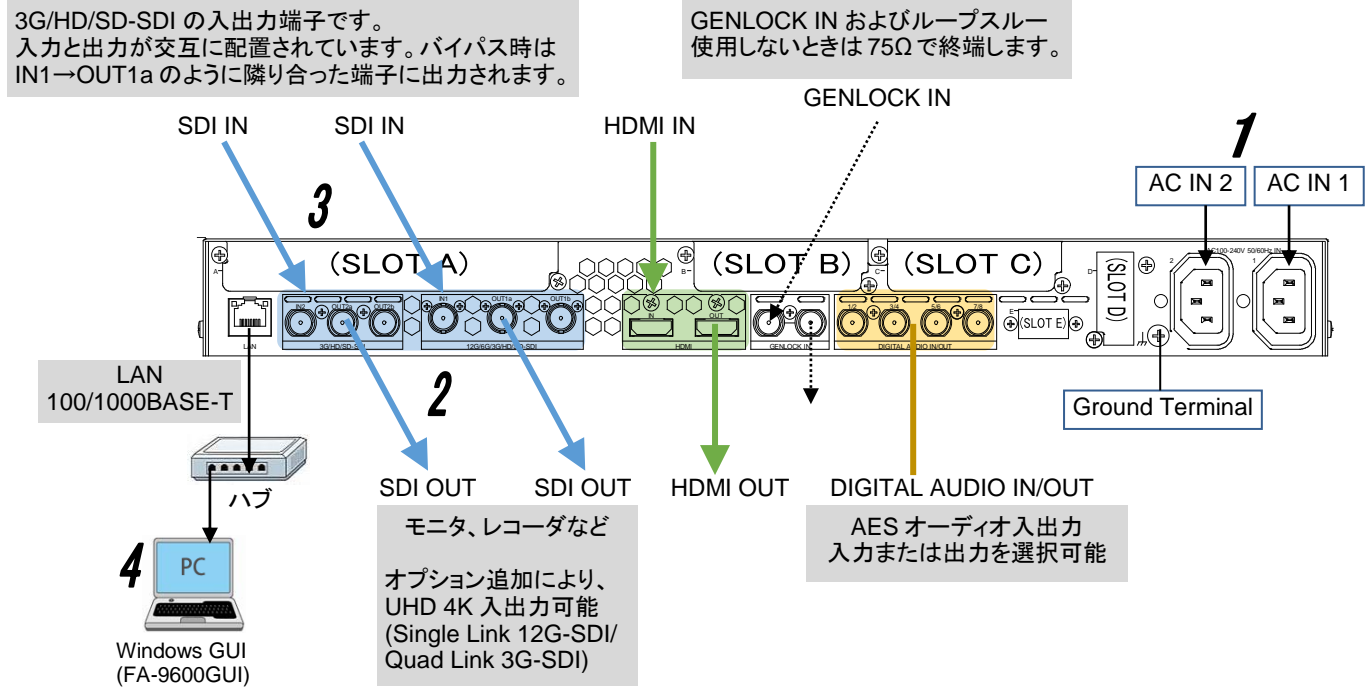 3G/HD/SD-SDI の入出力端子です。
入力と出力が交互に配置されています。バイパス時は
IN1→OUT1a のように隣り合った端子に出力されます。
GENLOCK IN およびループスルー
使用しないときは 75Ω で終端します。
GENLOCK IN
SDI IN
SDI IN
HDMI IN
1
AC IN 2
AC IN 1
3
AC100-240V 50/60Hz IN
A
(SLOT A)
B
(SLOT B)
C
(SLOT C)
D
(SLOT D)
2
1
IN2
OUT2a
OUT2b
IN1
OUT1a
OUT1b
IN
OUT
1/2
3/4
5/6
7/8
E
(SLOT E)
LAN
3G/HD/SD-SDI
12G/6G/3G/HD/SD-SDI
HDMI
GENLOCK IN
DIGITAL AUDIO IN/OUT
LAN
100/1000BASE-T
2
Ground Terminal
ハブ
SDI OUT
SDI OUT
HDMI OUT
DIGITAL AUDIO IN/OUT
モニタ、レコーダなど
オプション追加により、
UHD 4K 入出力可能
(Single Link 12G-SDI/
Quad Link 3G-SDI)
AES オーディオ入出力
入力または出力を選択可能
4
PC
Windows GUI
(FA-9600GUI)